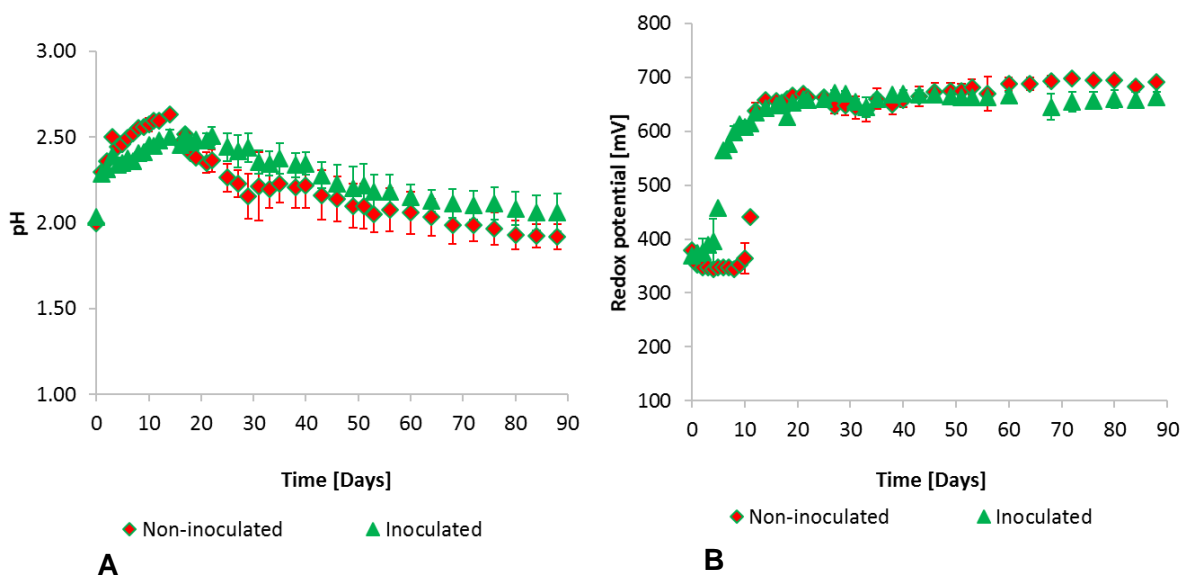 3.00
2.50
2.00
1.50
1.00
pH
0 10 20 30 40 50 60 70 80 90
Time [Days]
Non-inoculated Inoculated
A
800
700
600
500
400
300
200
100
Redox potential [mV]
0 10 20 30 40 50 60 70 80 90
Time [Days]
Non-inoculated Inoculated
B